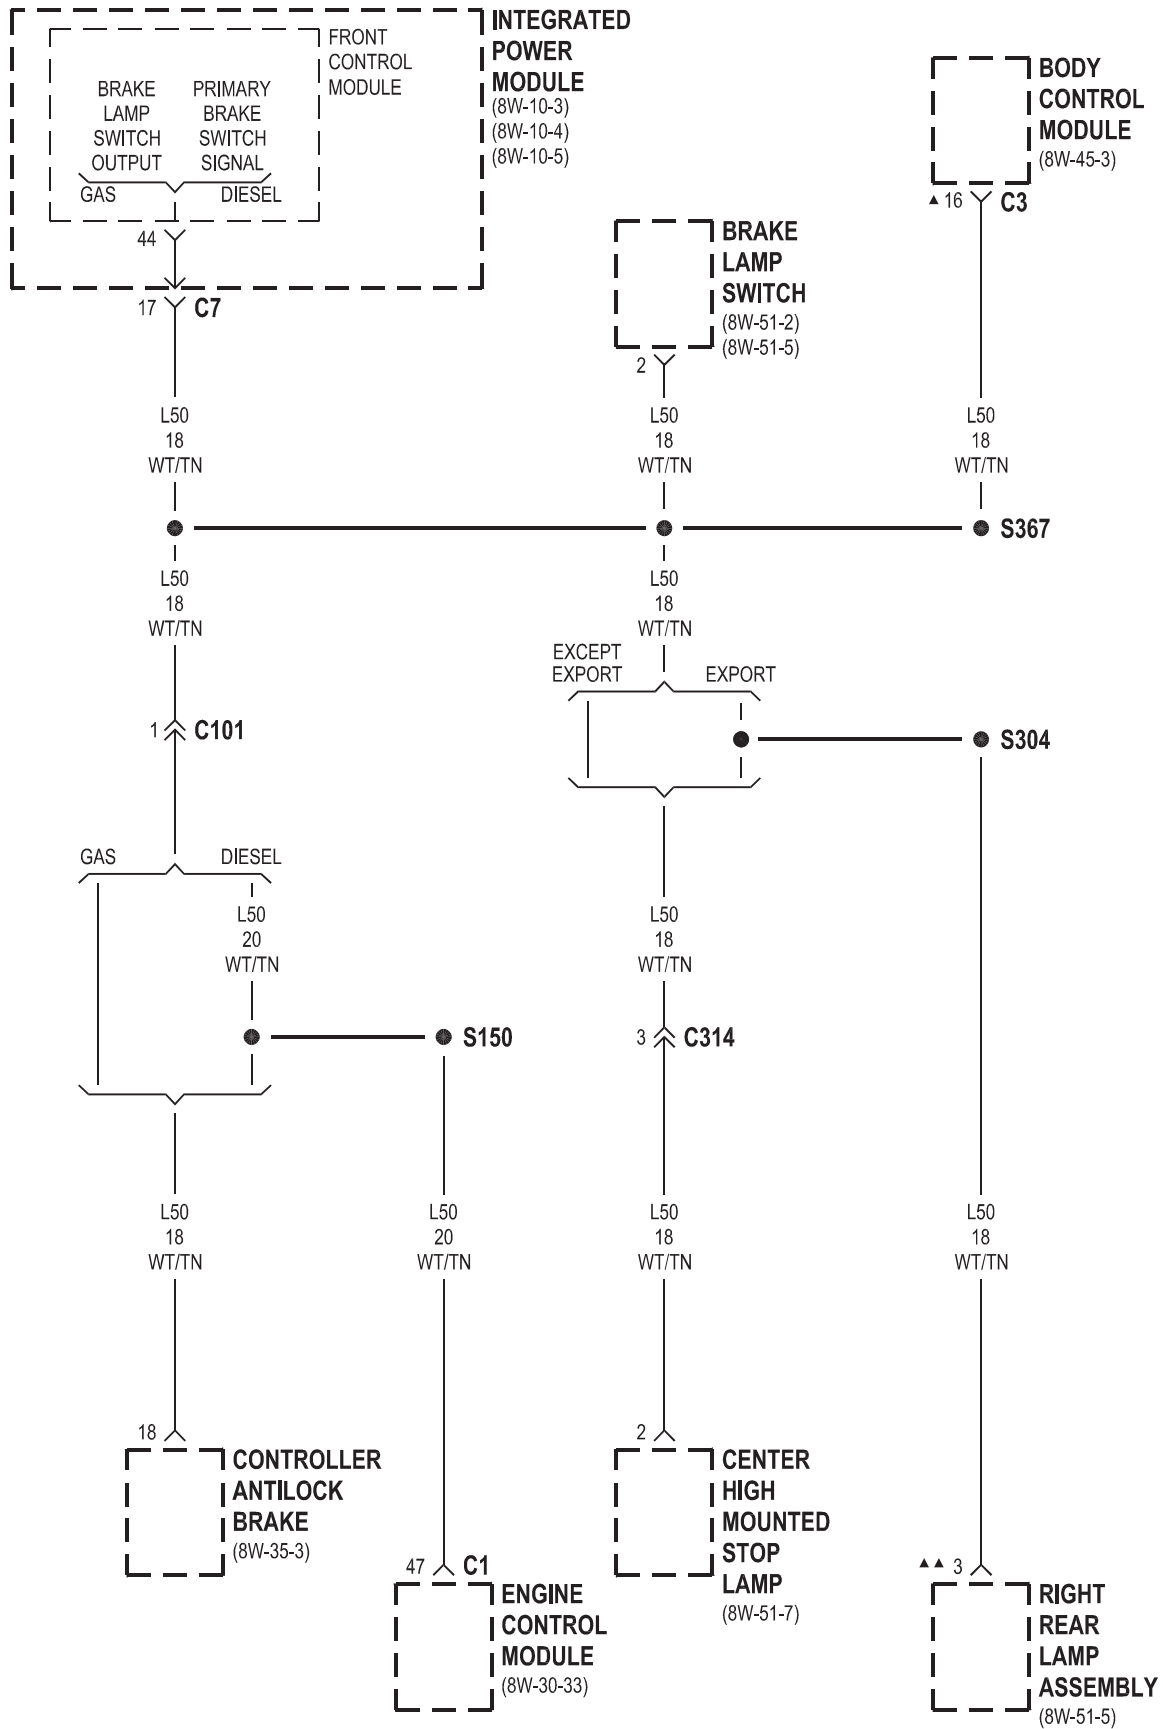 INTEGRATED
POWER
MODULE
(8W-10-3)
(8W-10-4)
(8W-10-5)
FRONT
CONTROL
MODULE
BRAKE
LAMP
SWITCH
OUTPUT
PRIMARY
BRAKE
SWITCH
SIGNAL
GAS
DIESEL
44
17
C7
BODY
CONTROL
MODULE
(8W-45-3)
▲ 16
C3
BRAKE
LAMP
SWITCH
(8W-51-2)
(8W-51-5)
2
L50
18
WT/TN
L50
18
WT/TN
L50
18
WT/TN
S367
L50
18
WT/TN
L50
18
WT/TN
EXCEPT
EXPORT
EXPORT
1
C101
S304
GAS
DIESEL
L50
20
WT/TN
L50
18
WT/TN
S150
3
C314
L50
18
WT/TN
L50
20
WT/TN
L50
18
WT/TN
L50
18
WT/TN
18
CONTROLLER
ANTILOCK
BRAKE
(8W-35-3)
47
C1
ENGINE
CONTROL
MODULE
(8W-30-33)
2
CENTER
HIGH
MOUNTED
STOP
LAMP
(8W-51-7)
▲▲ 3
RIGHT
REAR
LAMP
ASSEMBLY
(8W-51-5)